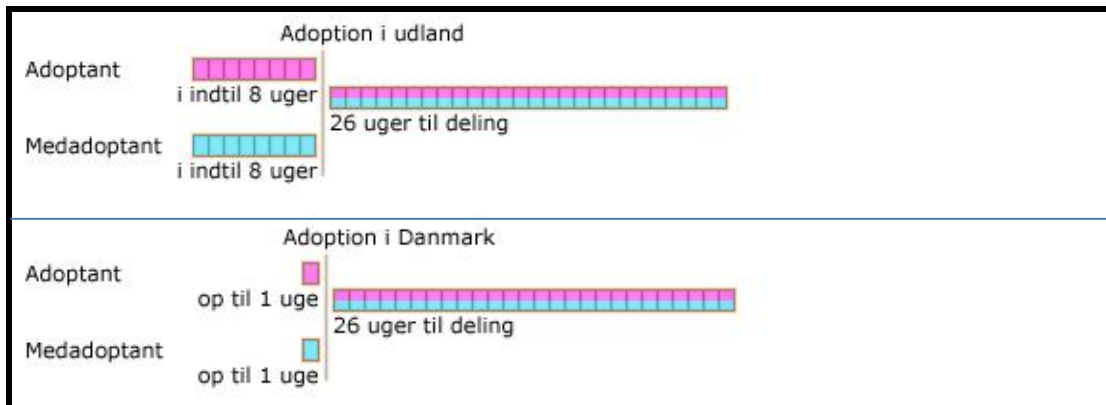 Adoption i udland
Adoptant
i indtil 8 uger
26 uger til deling
Medadoptant
i indtil 8 uger
Adoption i Danmark
Adoptant
op til 1 uge
26 uger til deling
Medadoptant
op til 1 uge